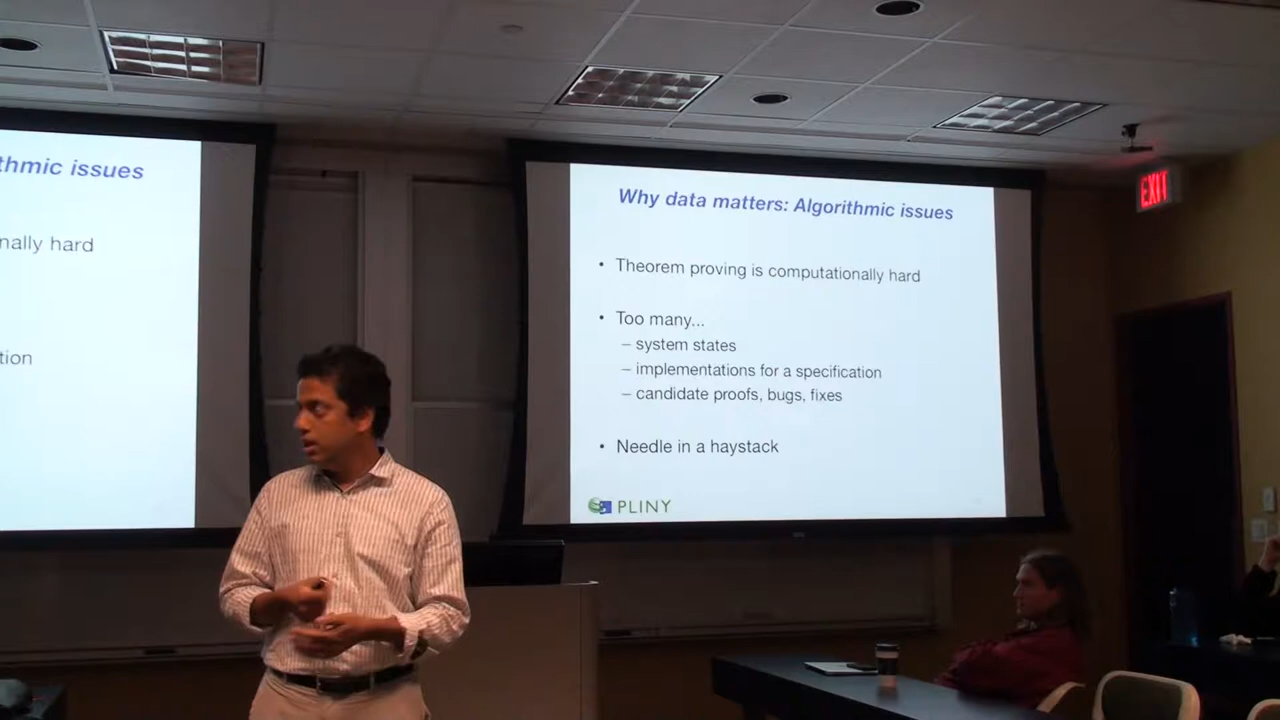 thmic issues
nally hard
tion
Why data matters: Algorithmic issues
• Theorem proving is computationally hard
• Too many...
– system states
– implementations for a specification
– candidate proofs, bugs, fixes
• Needle in a haystack
PLINY
EXIT